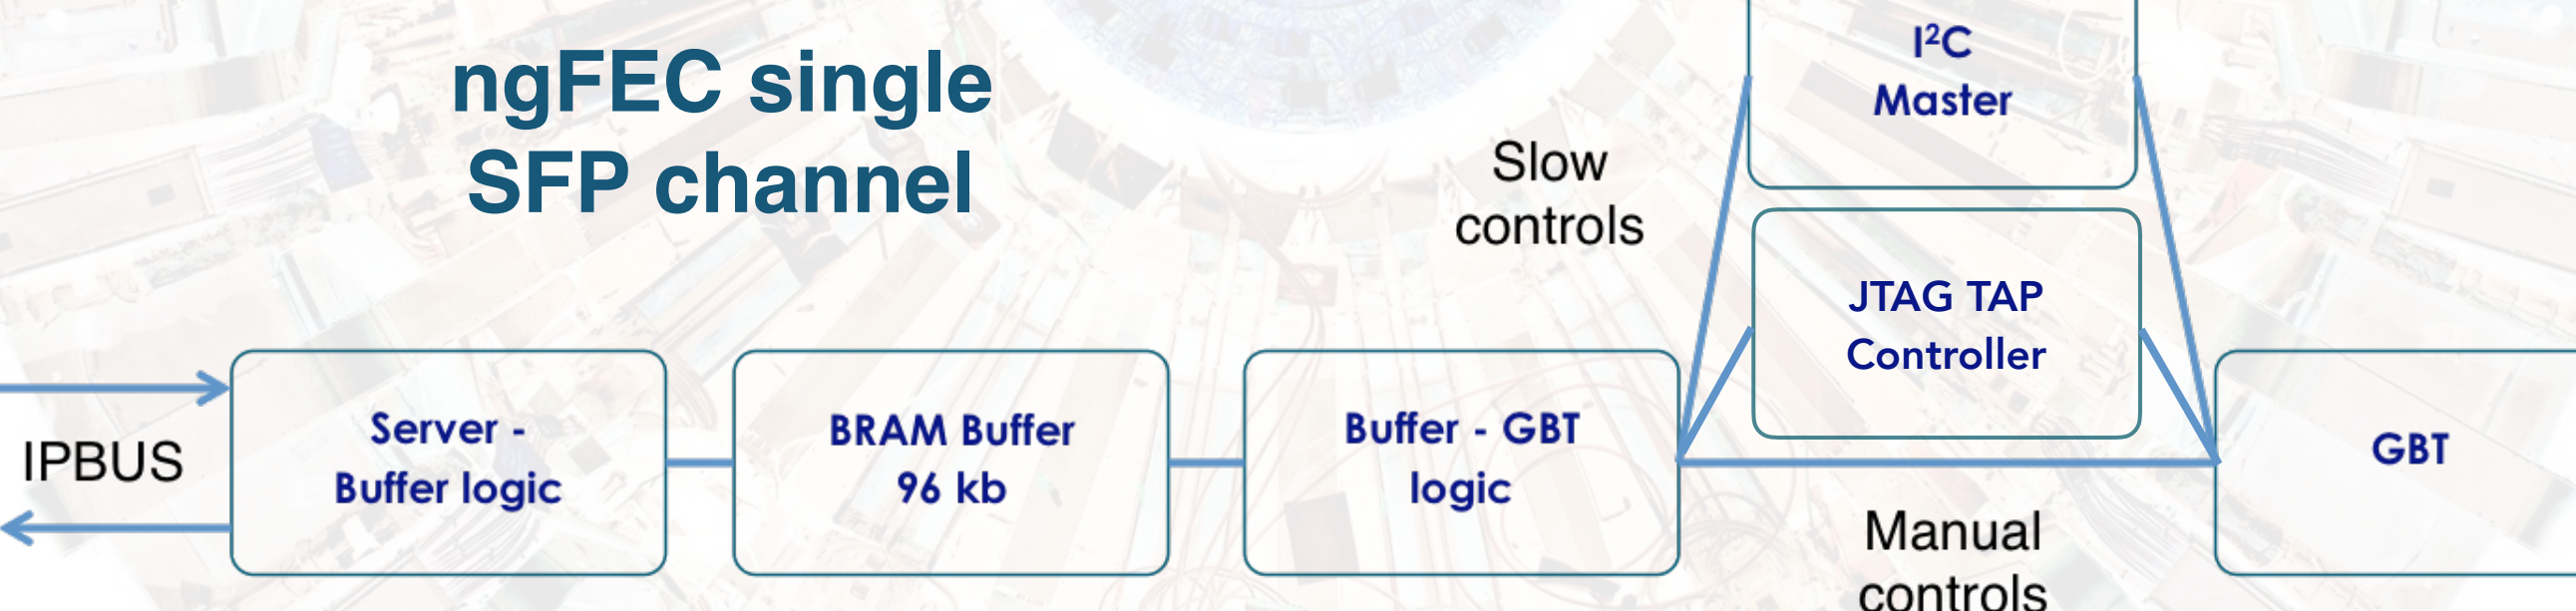 ngFEC single
SFP channel
I²C
Master
Slow
controls
JTAG TAP
Controller
IPBUS
Server -
Buffer logic
BRAM Buffer
96 kb
Buffer - GBT
logic
GBT
Manual
controls